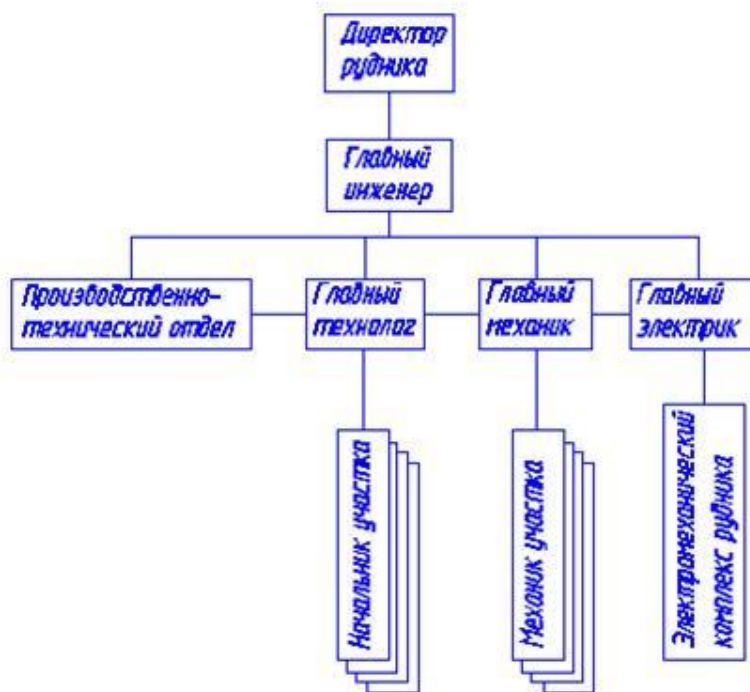 Директор
рудника
Главный
инженер
Производственно-
технический отдел
Главный
технолог
Главный
механик
Главный
электрик
Начальник участка
Механик участка
Электромеханический
комплекс рудника